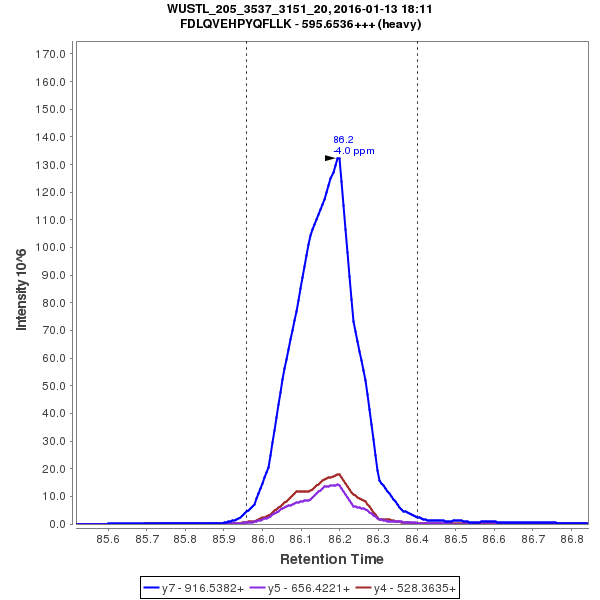 WUSTL_205_3537_3151_20, 2016-01-13 18:11
FDLQVEHPYQFLLK - 595.6536+++ (heavy)
170.0
160.0
150.0
140.0
130.0
120.0
110.0
100.0
90.0
80.0
70.0
60.0
50.0
40.0
30.0
20.0
10.0
0.0
Intensity 10^6
86.2
-4.0 ppm
85.6 85.7 85.8 85.9 86.0 86.1 86.2 86.3 86.4 86.5 86.6 86.7 86.8
Retention Time
y7 - 916.5382+ y5 - 656.4221+ y4 - 528.3635+